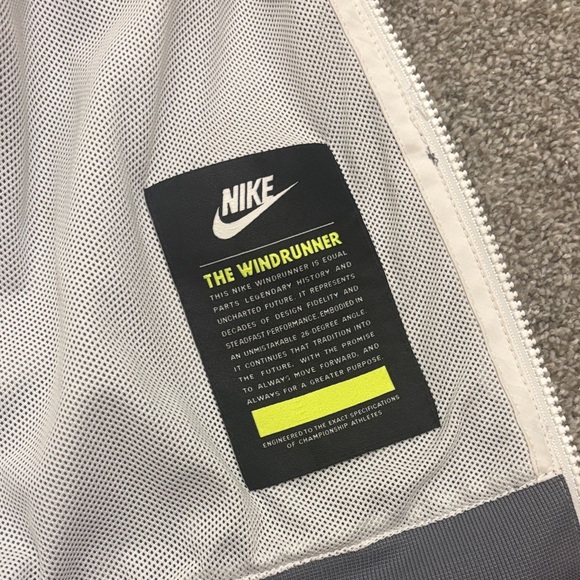 NIKE
THE WINDRUNNER
THIS NIKE WINDRUNNER IS EQUAL
PARTS LEGENDARY HISTORY AND
UNCHARTED FUTURE. IT REPRESENTS
DECADES OF DESIGN FIDELITY AND
STEADFAST PERFORMANCE. EMBODIED IN
AN UNMISTAKABLE 26-DEGREE ANGLE,
IT CONTINUES THAT TRADITION INTO
THE FUTURE, WITH THE PROMISE
TO ALWAYS MOVE FORWARD, AND
ALWAYS FOR A GREATER PURPOSE.
ENGINEERED TO THE EXACT SPECIFICATIONS
OF CHAMPIONSHIP ATHLETES